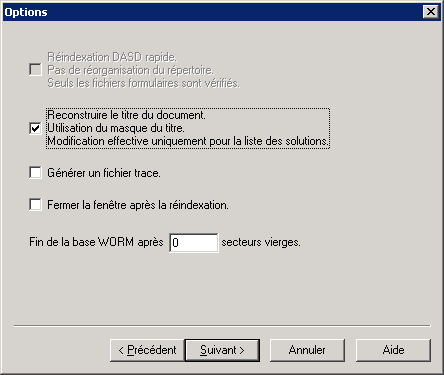 Options
Réindexation DASD rapide.
Pas de réorganisation du répertoire.
Seuls les fichiers formulaires sont vérifiés.
Reconstruire le titre du document.
Utilisation du masque du titre.
Modification effective uniquement pour la liste des solutions.
Générer un fichier trace.
Fermer la fenêtre après la réindexation.
Fin de la base WORM après 0 secteurs vierges.
< Précédent Suivant > Annuler Aide